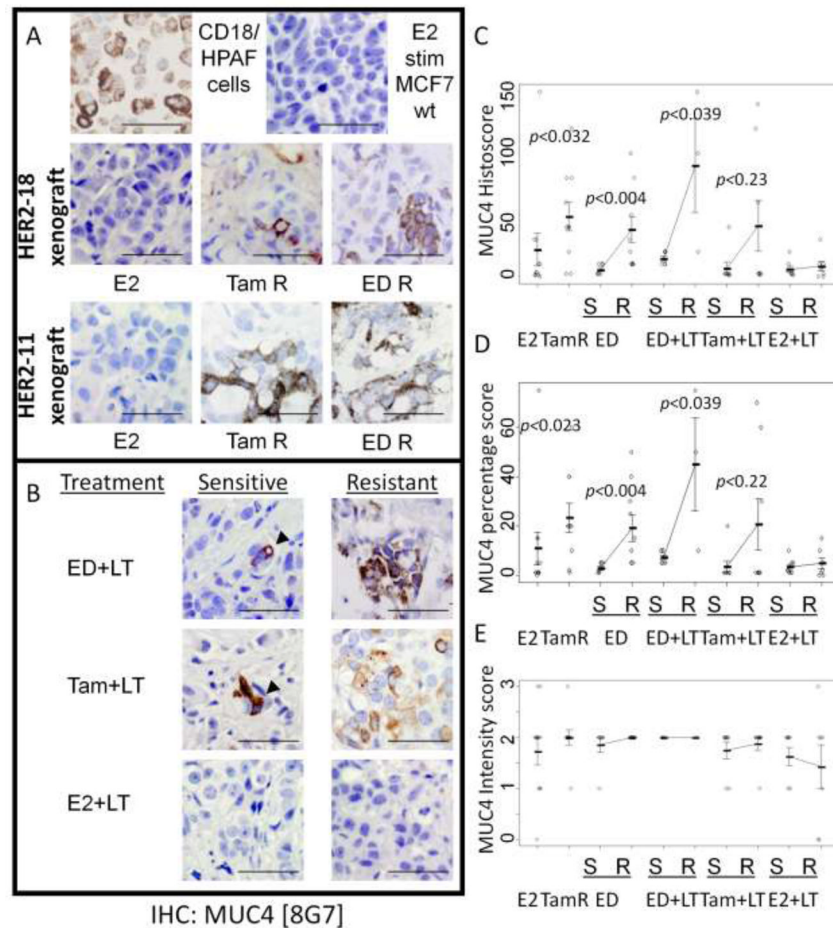 A
CD18/
HPAF
cells
E2
stim
MCF7
wt
HER2-18
xenograft
E2
Tam R
ED R
HER2-11
xenograft
E2
Tam R
ED R
B
Treatment
Sensitive
Resistant
ED+LT
Tam+LT
E2+LT
IHC: MUC4 [8G7]
C
MUC4 Histoscore
150
100
50
0
p<0.032
p<0.004
p<0.039
p<0.23
S R S R S R S R
E2 TamR ED ED+LT Tam+LT E2+LT
D
MUC4 percentage score
60
40
20
0
p<0.023
p<0.004
p<0.039
p<0.22
S R S R S R S R
E2 TamR ED ED+LT Tam+LT E2+LT
E
MUC4 Intensity score
3
2
1
0
S R S R S R S R
E2 TamR ED ED+LT Tam+LT E2+LT